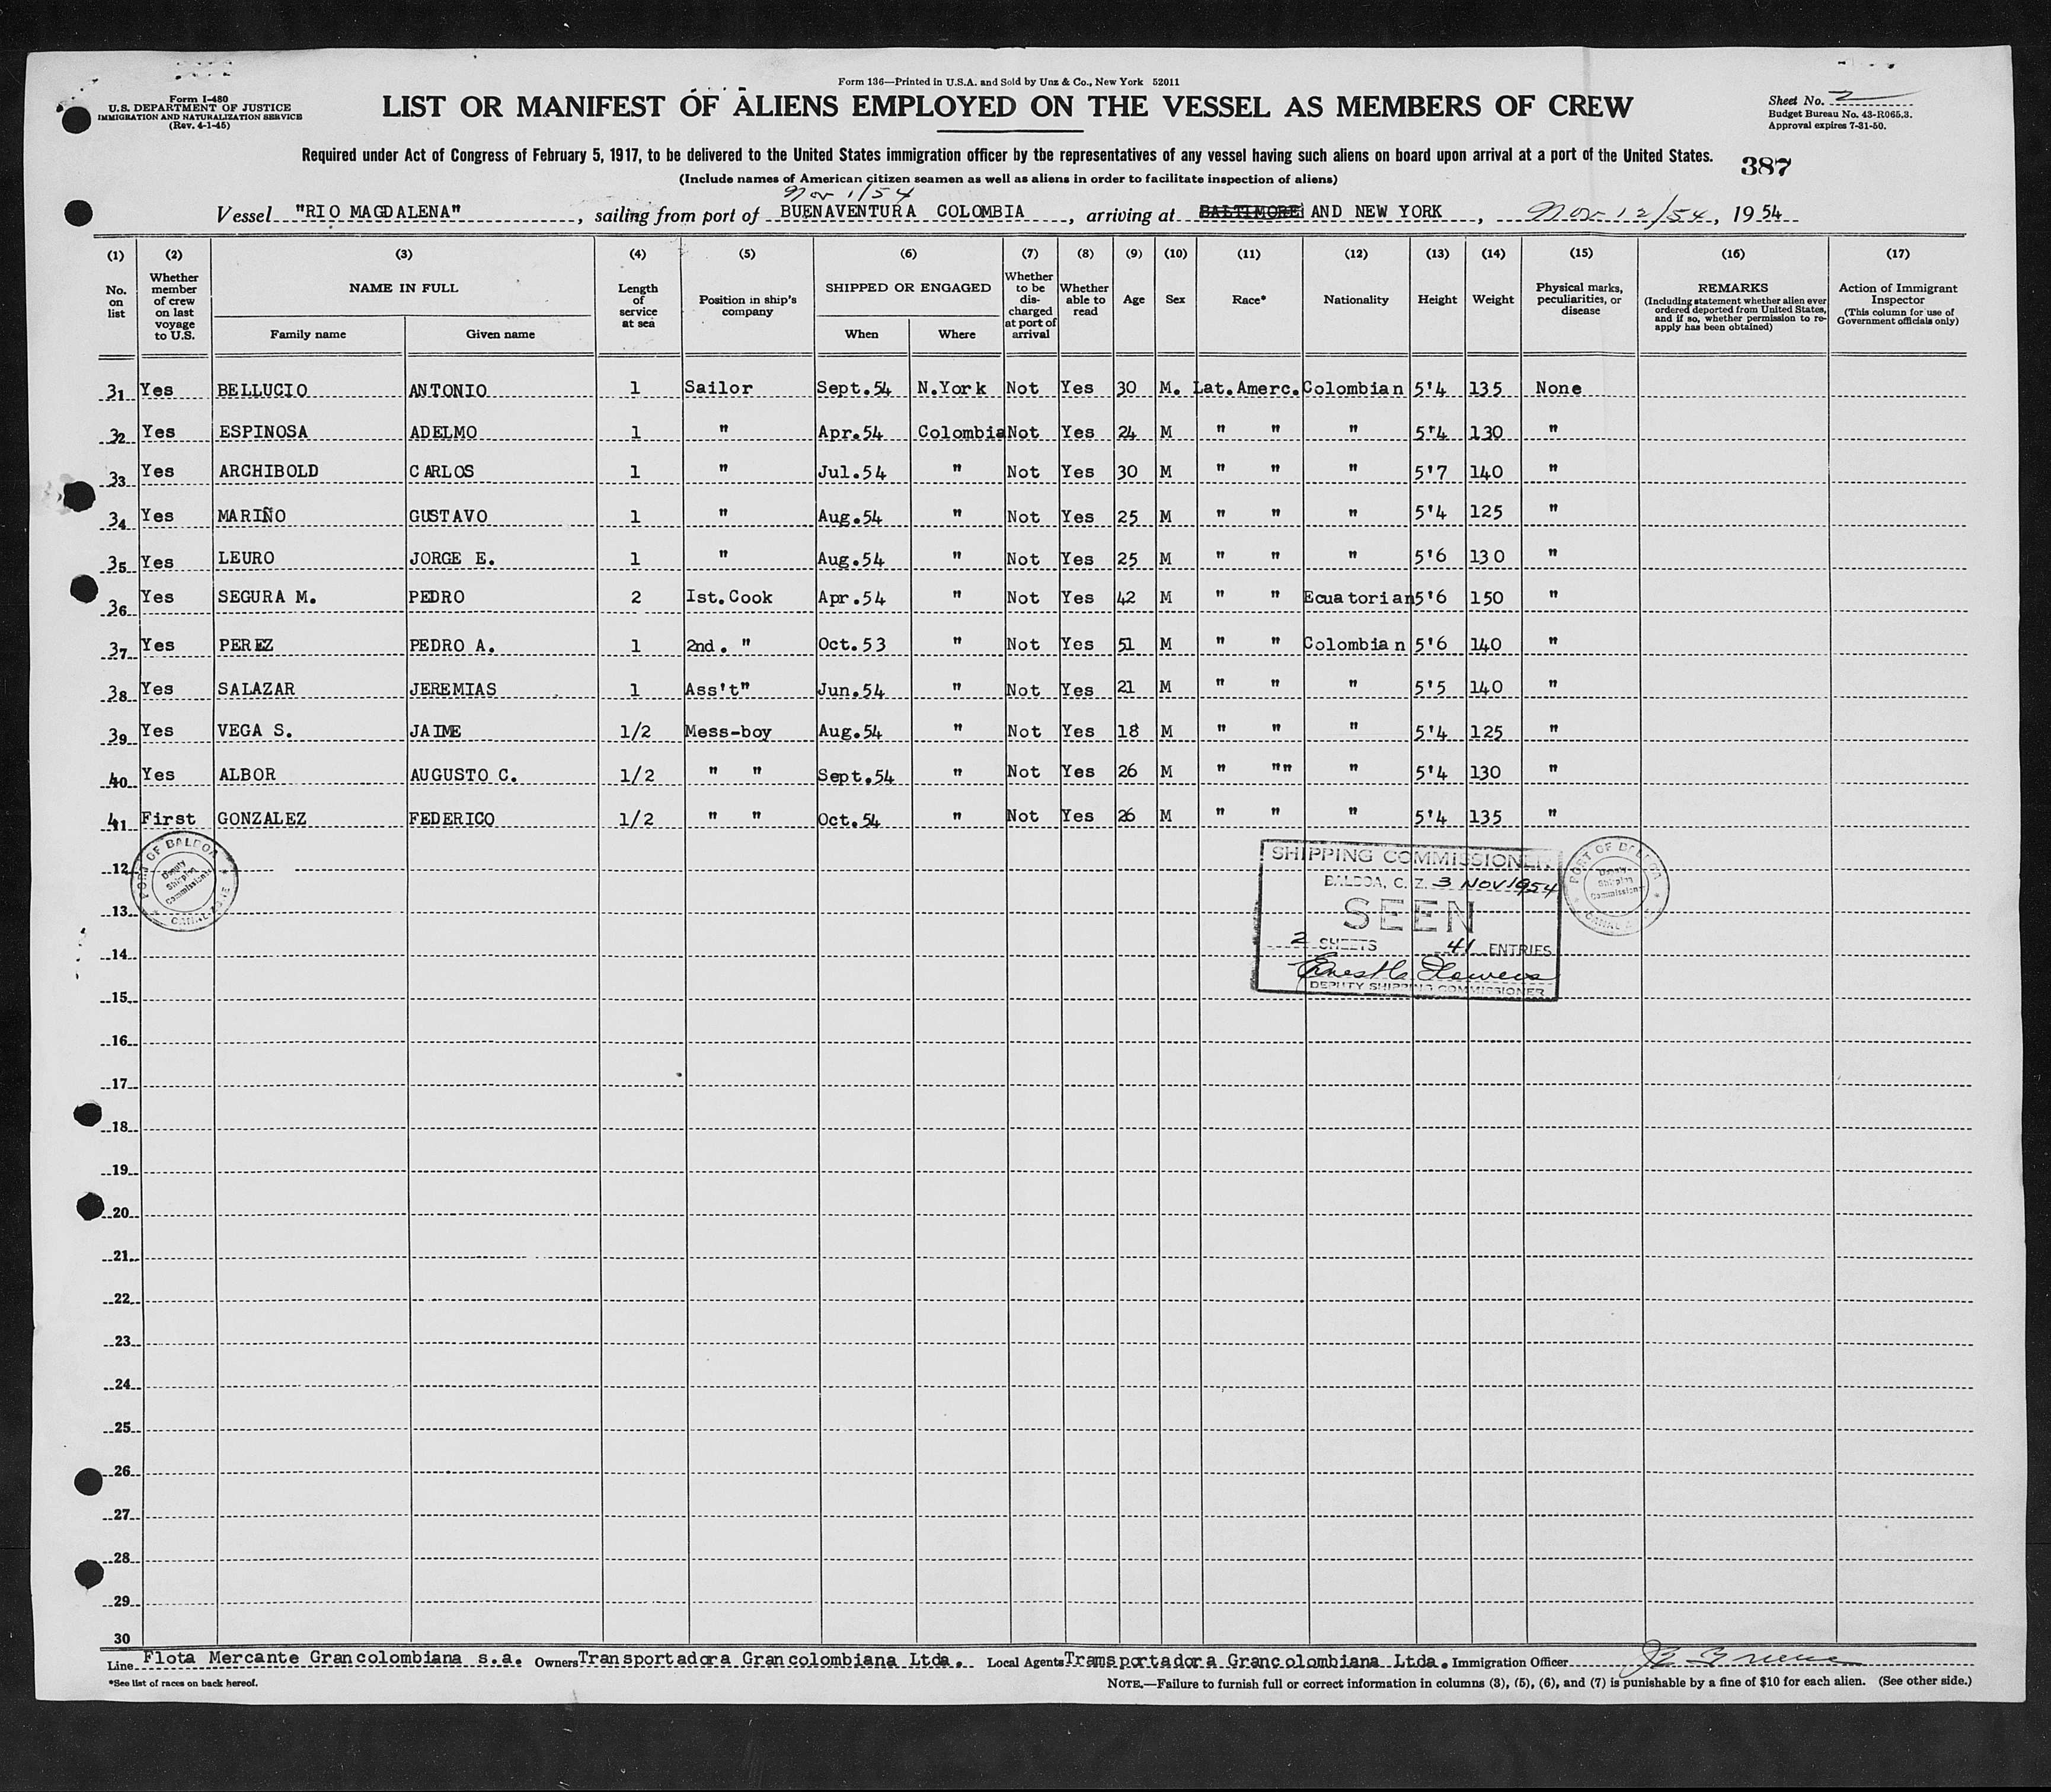 Form 136—Printed in U.S.A. and Sold by Unz & Co., New York 52011
Form I-480
U.S. DEPARTMENT OF JUSTICE
IMMIGRATION AND NATURALIZATION SERVICE
(Rev. 4-1-45)
LIST OR MANIFEST OF ALIENS EMPLOYED ON THE VESSEL AS MEMBERS OF CREW
Sheet No. 2
Budget Bureau No. 43-R065.3.
Approval expires 7-31-50.
Required under Act of Congress of February 5, 1917, to be delivered to the United States immigration officer by the representatives of any vessel having such aliens on board upon arrival at a port of the United States.
387
(Include names of American citizen seamen as well as aliens in order to facilitate inspection of aliens)
Nov 1/54
Vessel "RIO MAGDALENA", sailing from port of BUENAVENTURA COLOMBIA, arriving at BALTIMORE AND NEW YORK, Nov 12/54, 1954
(1) (2) (3) (4) (5) (6) (7) (8) (9) (10) (11) (12) (13) (14) (15) (16) (17)
No. on list
Whether member of crew on last voyage to U.S.
NAME IN FULL
Family name
Given name
Length of service at sea
Position in ship's company
SHIPPED OR ENGAGED
When
Where
Whether to be discharged at port of arrival
Whether able to read
Age
Sex
Race*
Nationality
Height
Weight
Physical marks, peculiarities, or disease
REMARKS
(Including statement whether alien ever ordered deported from United States, and if so, whether permission to re-apply has been obtained)
Action of Immigrant Inspector
(This column for use of Government officials only)
31 Yes BELLUCIO ANTONIO 1 Sailor Sept.54 N.York Not Yes 30 M. Lat.Amerc. Colombian 5'4 135 None
32 Yes ESPINOSA ADELMO 1 " Apr.54 Colombia Not Yes 24 M " " " 5'4 130 "
33 Yes ARCHIBOLD CARLOS 1 " Jul.54 " Not Yes 30 M " " " 5'7 140 "
34 Yes MARIÑO GUSTAVO 1 " Aug.54 " Not Yes 25 M " " " 5'4 125 "
35 Yes LEURO JORGE E. 1 " Aug.54 " Not Yes 25 M " " " 5'6 130 "
36 Yes SEGURA M. PEDRO 2 Ist.Cook Apr.54 " Not Yes 42 M " " Ecuatorian 5'6 150 "
37 Yes PEREZ PEDRO A. 1 2nd. " Oct.53 " Not Yes 51 M " " Colombian 5'6 140 "
38 Yes SALAZAR JEREMIAS 1 Ass't" Jun.54 " Not Yes 21 M " " " 5'5 140 "
39 Yes VEGA S. JAIME 1/2 Mess-boy Aug.54 " Not Yes 18 M " " " 5'4 125 "
40 Yes ALBOR AUGUSTO C. 1/2 " " Sept.54 " Not Yes 26 M " "" " 5'4 130 "
41 First GONZALEZ FEDERICO 1/2 " " Oct.54 " Not Yes 26 M " " " 5'4 135 "
PORT OF BALBOA
Deputy Shipping Commissioner
SHIPPING COMMISSIONER
BALBOA, C. Z. 3 NOV 1954
SEEN
2 SHEETS 41 ENTRIES
DEPUTY SHIPPING COMMISSIONER
PORT OF BALBOA
Deputy Shipping Commissioner
12
13
14
15
16
17
18
19
20
21
22
23
24
25
26
27
28
29
30
Line Flota Mercante Grancolombiana s.a. Owners Transportadora Grancolombiana Ltda. Local Agents Tramsportadora Grancolombiana Ltda. Immigration Officer
*See list of races on back hereof.
NOTE.—Failure to furnish full or correct information in columns (3), (5), (6), and (7) is punishable by a fine of $10 for each alien. (See other side.)